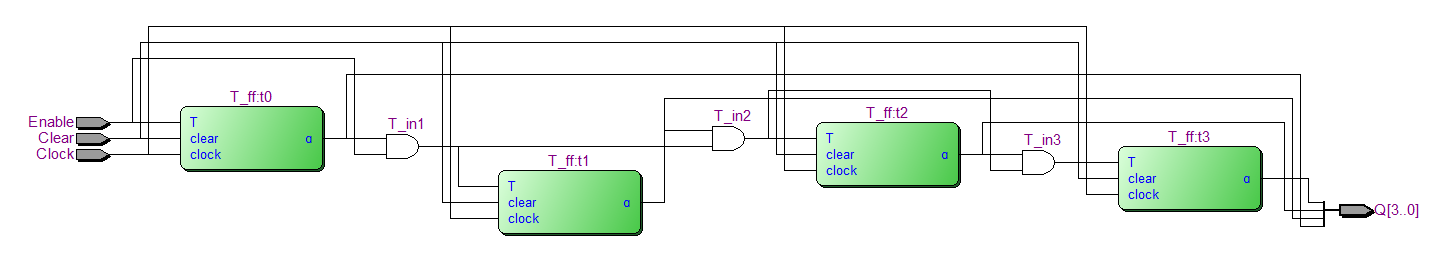 T_ff:t0
Enable
Clear
Clock
T
clear
clock
q
T_in1
T_ff:t1
T
clear
clock
q
T_in2
T_ff:t2
T
clear
clock
q
T_in3
T_ff:t3
T
clear
clock
q
Q[3..0]